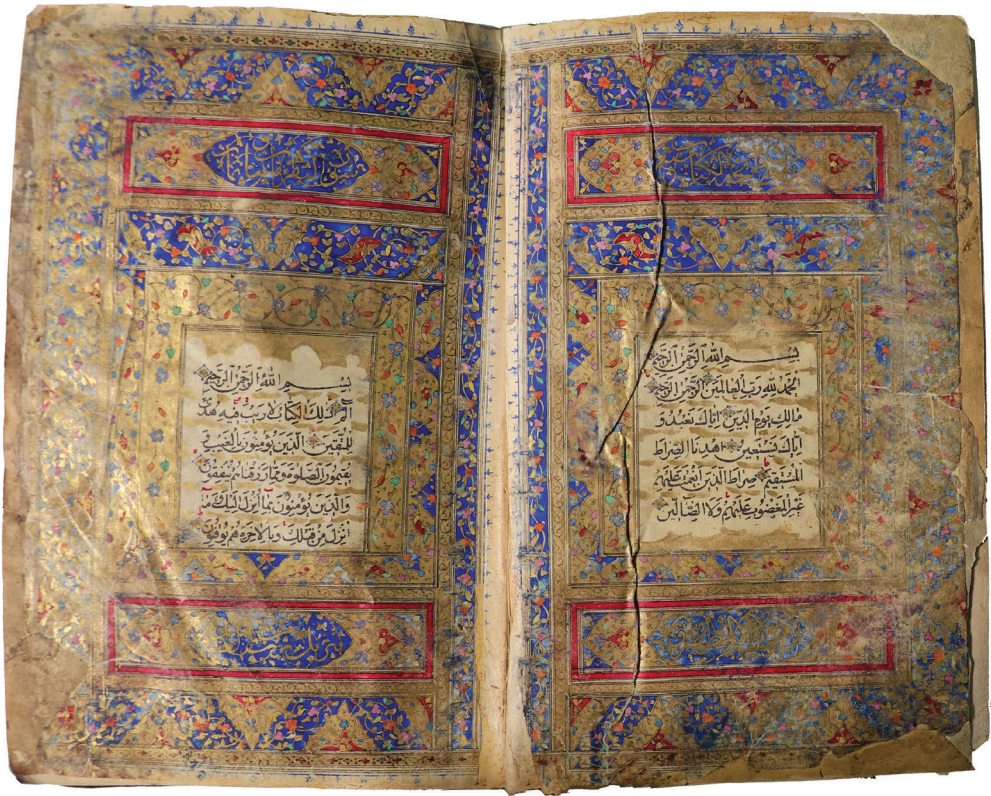 بسم الله الرحمن الرحيم
الحمد لله رب العالمين الرحمن الرحيم
مالك يوم الدين اياك نعبد و
اياك نستعين اهدنا الصراط
المستقيم صراط الذين انعمت عليهم
غير المغضوب عليهم ولا الضالين
بسم الله الرحمن الرحيم
الم ذلك الكتاب لا ريب فيه هدى
للمتقين الذين يؤمنون بالغيب و
يقيمون الصلوة ومما رزقناهم ينفقون
والذين يؤمنون بما انزل اليك وما
انزل من قبلك وبالاخرة هم يوقنون